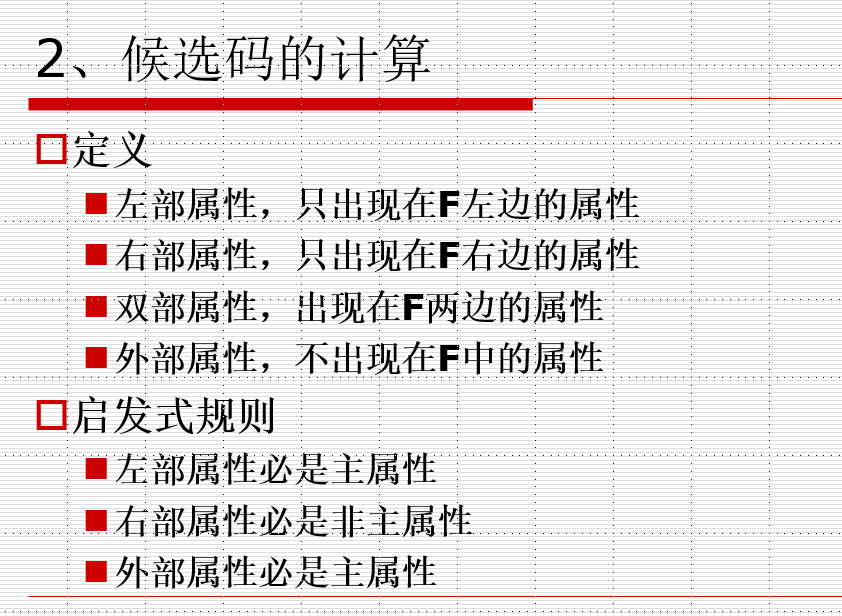 2、候选码的计算
定义
左部属性，只出现在F左边的属性
右部属性，只出现在F右边的属性
双部属性，出现在F两边的属性
外部属性，不出现在F中的属性
启发式规则
左部属性必是主属性
右部属性必是非主属性
外部属性必是主属性